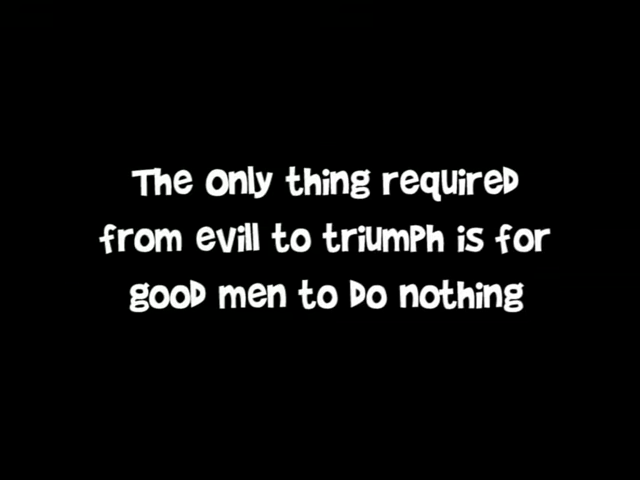 The only thing required
from evill to triumph is for
good men to do nothing